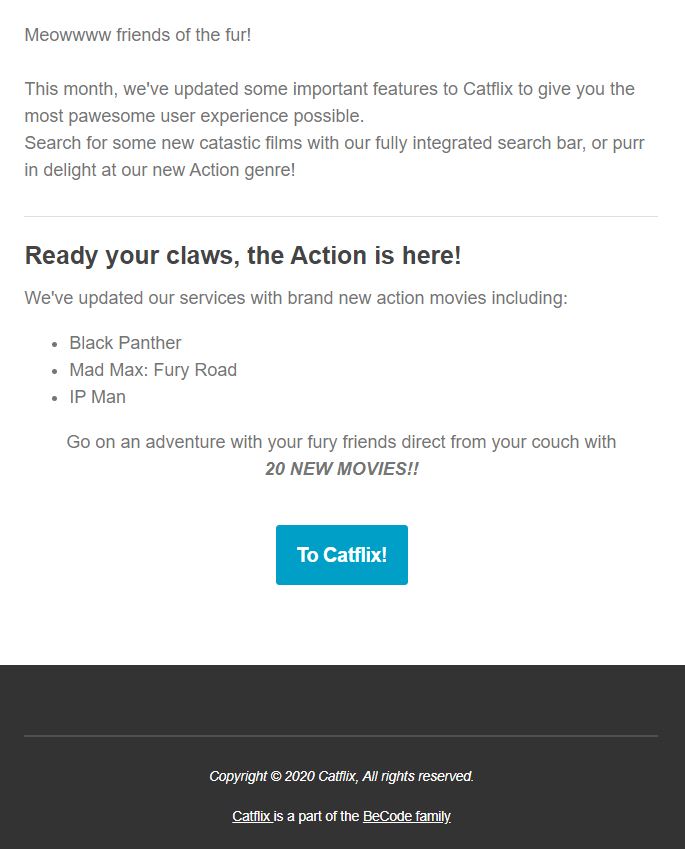 Meowwww friends of the fur!
This month, we've updated some important features to Catflix to give you the
most pawesome user experience possible.
Search for some new catastic films with our fully integrated search bar, or purr
in delight at our new Action genre!
Ready your claws, the Action is here!
We've updated our services with brand new action movies including:
• Black Panther
• Mad Max: Fury Road
• IP Man
Go on an adventure with your fury friends direct from your couch with
20 NEW MOVIES!!
To Catflix!
Copyright © 2020 Catflix, All rights reserved.
Catflix is a part of the BeCode family